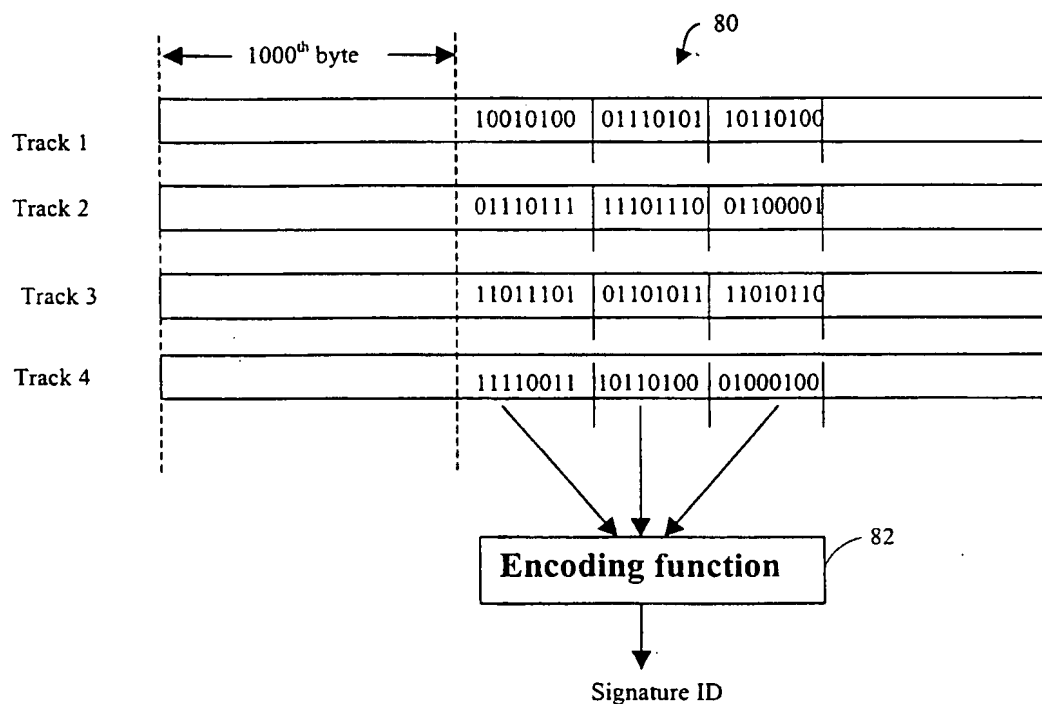 80
1000th byte
Track 1 10010100 01110101 10110100
Track 2 01110111 11101110 01100001
Track 3 11011101 01101011 11010110
Track 4 11110011 10110100 01000100
82
Encoding function
Signature ID